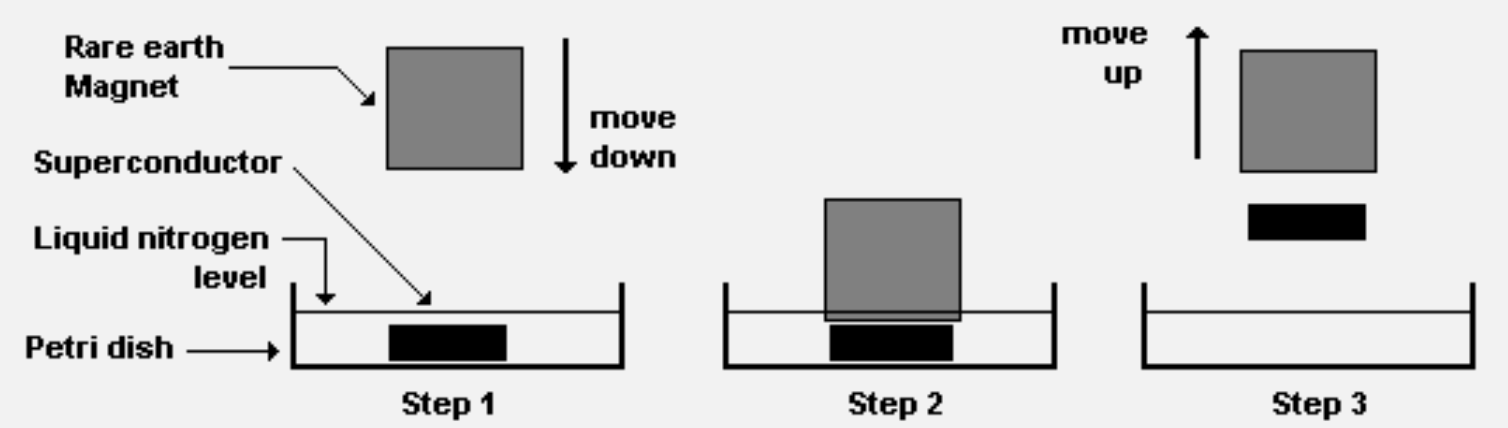 Rare earth
Magnet
Superconductor
Liquid nitrogen
level
Petri dish
move
down
Step 1
Step 2
move
up
Step 3